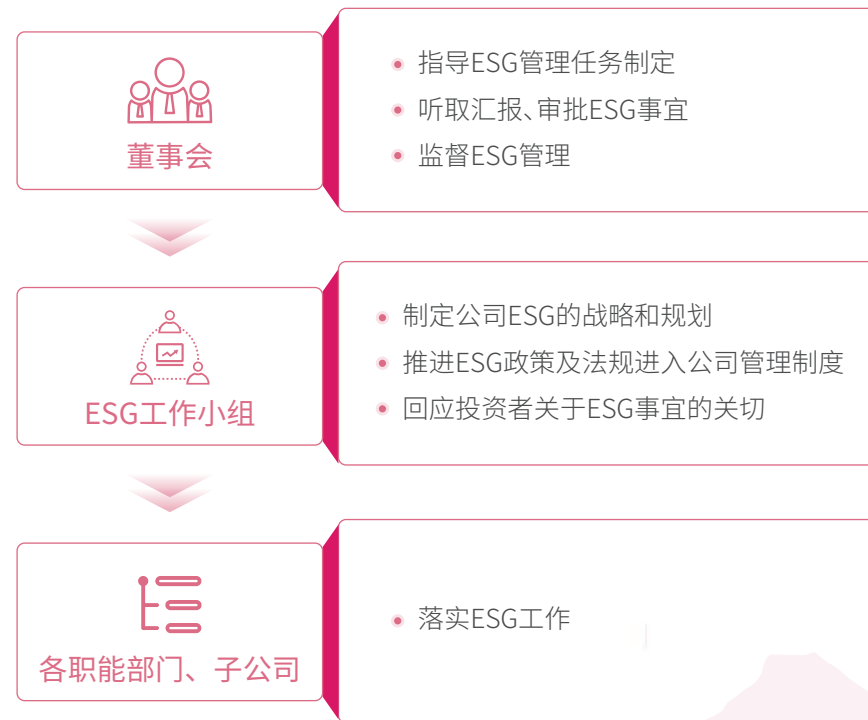 董事会
指导ESG管理任务制定
听取汇报、审批ESG事宜
监督ESG管理
ESG工作小组
制定公司ESG的战略和规划
推进ESG政策及法规进入公司管理制度
回应投资者关于ESG事宜的关切
各职能部门、子公司
落实ESG工作